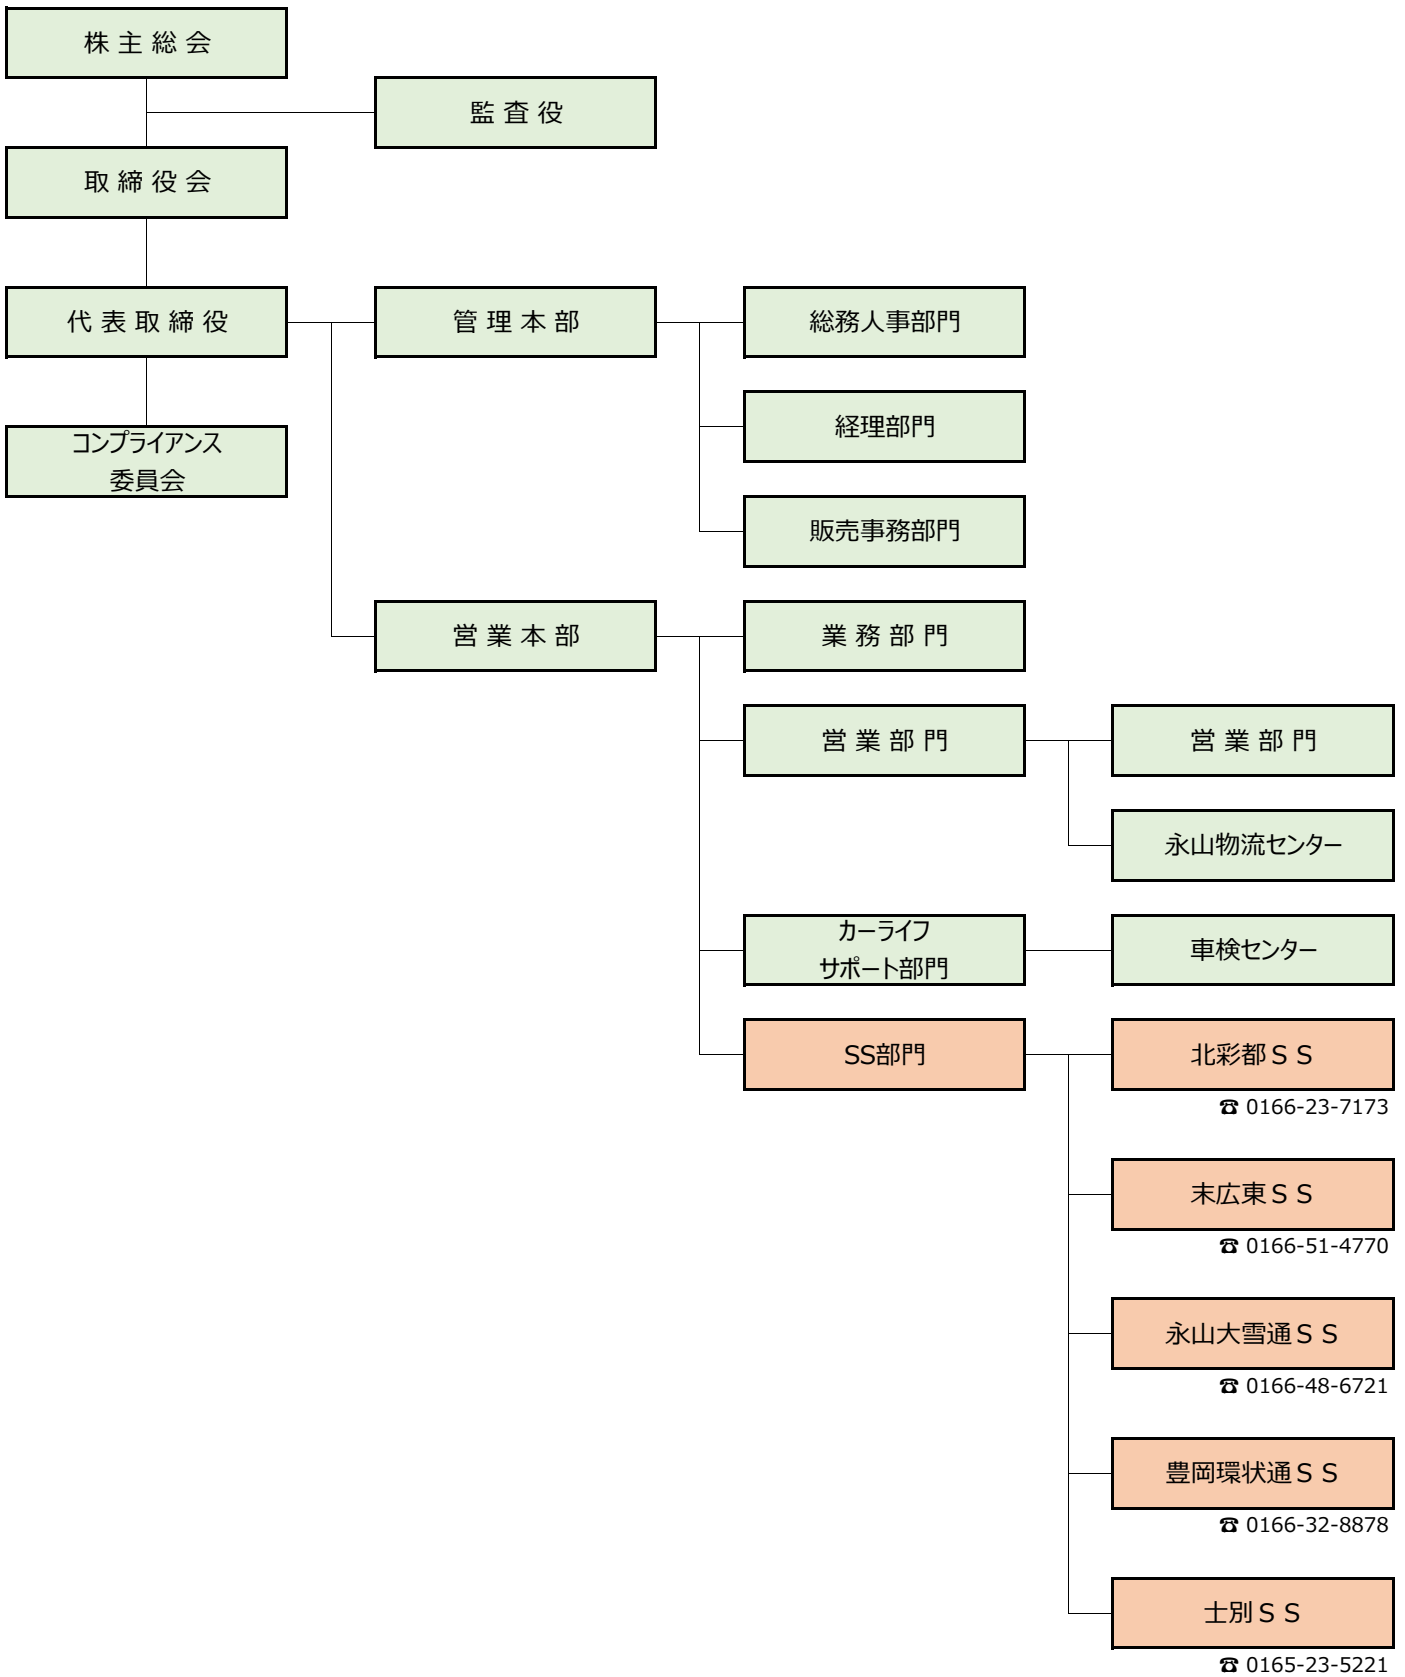 株 主 総 会
監 査 役
取 締 役 会
代 表 取 締 役
管 理 本 部
総務人事部門
経理部門
コンプライアンス
委員会
販売事務部門
営 業 本 部
業 務 部 門
営 業 部 門
営 業 部 門
永山物流センター
カーライフ
サポート部門
車検センター
SS部門
北彩都ＳＳ
☎ 0166-23-7173
末広東ＳＳ
☎ 0166-51-4770
永山大雪通ＳＳ
☎ 0166-48-6721
豊岡環状通ＳＳ
☎ 0166-32-8878
士別ＳＳ
☎ 0165-23-5221